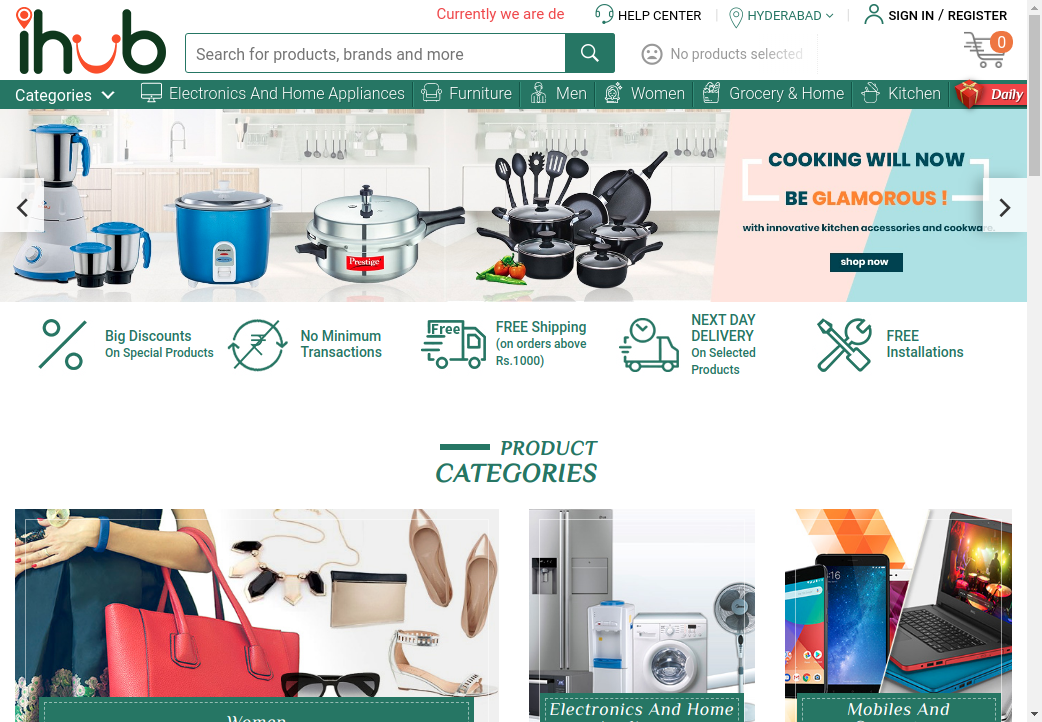 ihub
Currently we are de
HELP CENTER
HYDERABAD
SIGN IN / REGISTER
Search for products, brands and more
No products selected
0
Categories
Electronics And Home Appliances
Furniture
Men
Women
Grocery & Home
Kitchen
Daily
COOKING WILL NOW
BE GLAMOROUS !
with innovative kitchen accessories and cookware.
shop now
Prestige
Big Discounts
On Special Products
No Minimum
Transactions
Free
FREE Shipping
(on orders above
Rs.1000)
NEXT DAY
DELIVERY
On Selected
Products
FREE
Installations
PRODUCT
CATEGORIES
Women
Electronics And Home
Mobiles And